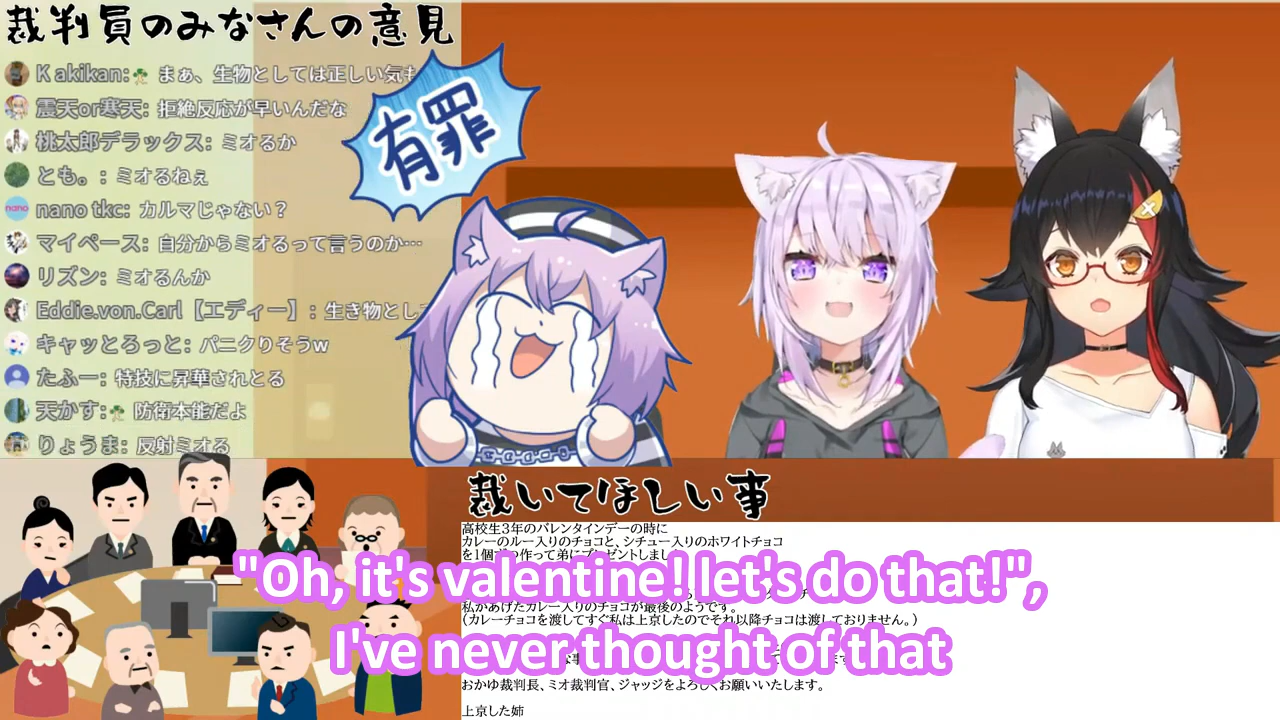 裁判員のみなさんの意見
K akikan: まぁ、生物としては正しい気も
震天or寒天: 拒絶反応が早いんだな
桃太郎デラックス: ミオるか
とも。: ミオるねぇ
nano tkc: カルマじゃない？
マイペース: 自分からミオるって言うのか…
リズン: ミオるんか
Eddie.von.Carl【エディー】: 生き物とし
キャッとろっと: パニクりそうw
たふー: 特技に昇華されとる
天かす: 防衛本能だよ
りょうま: 反射ミオる
有罪
nano
裁いてほしい事
高校生3年のバレンタインデーの時に
カレーのルー入りのチョコと、シチュー入りのホワイトチョコ
を1個ずつ作って弟にプレゼントしまし
"Oh, it's valentine! let's do that!",
私があげたカレー入りのチョコが最後のようです。
(カレーチョコを渡してすぐ私は上京したのでそれ以降チョコは渡しておりません。)
I've never thought of that
おかゆ裁判長、ミオ裁判官、ジャッジをよろしくお願いいたします。
上京した姉